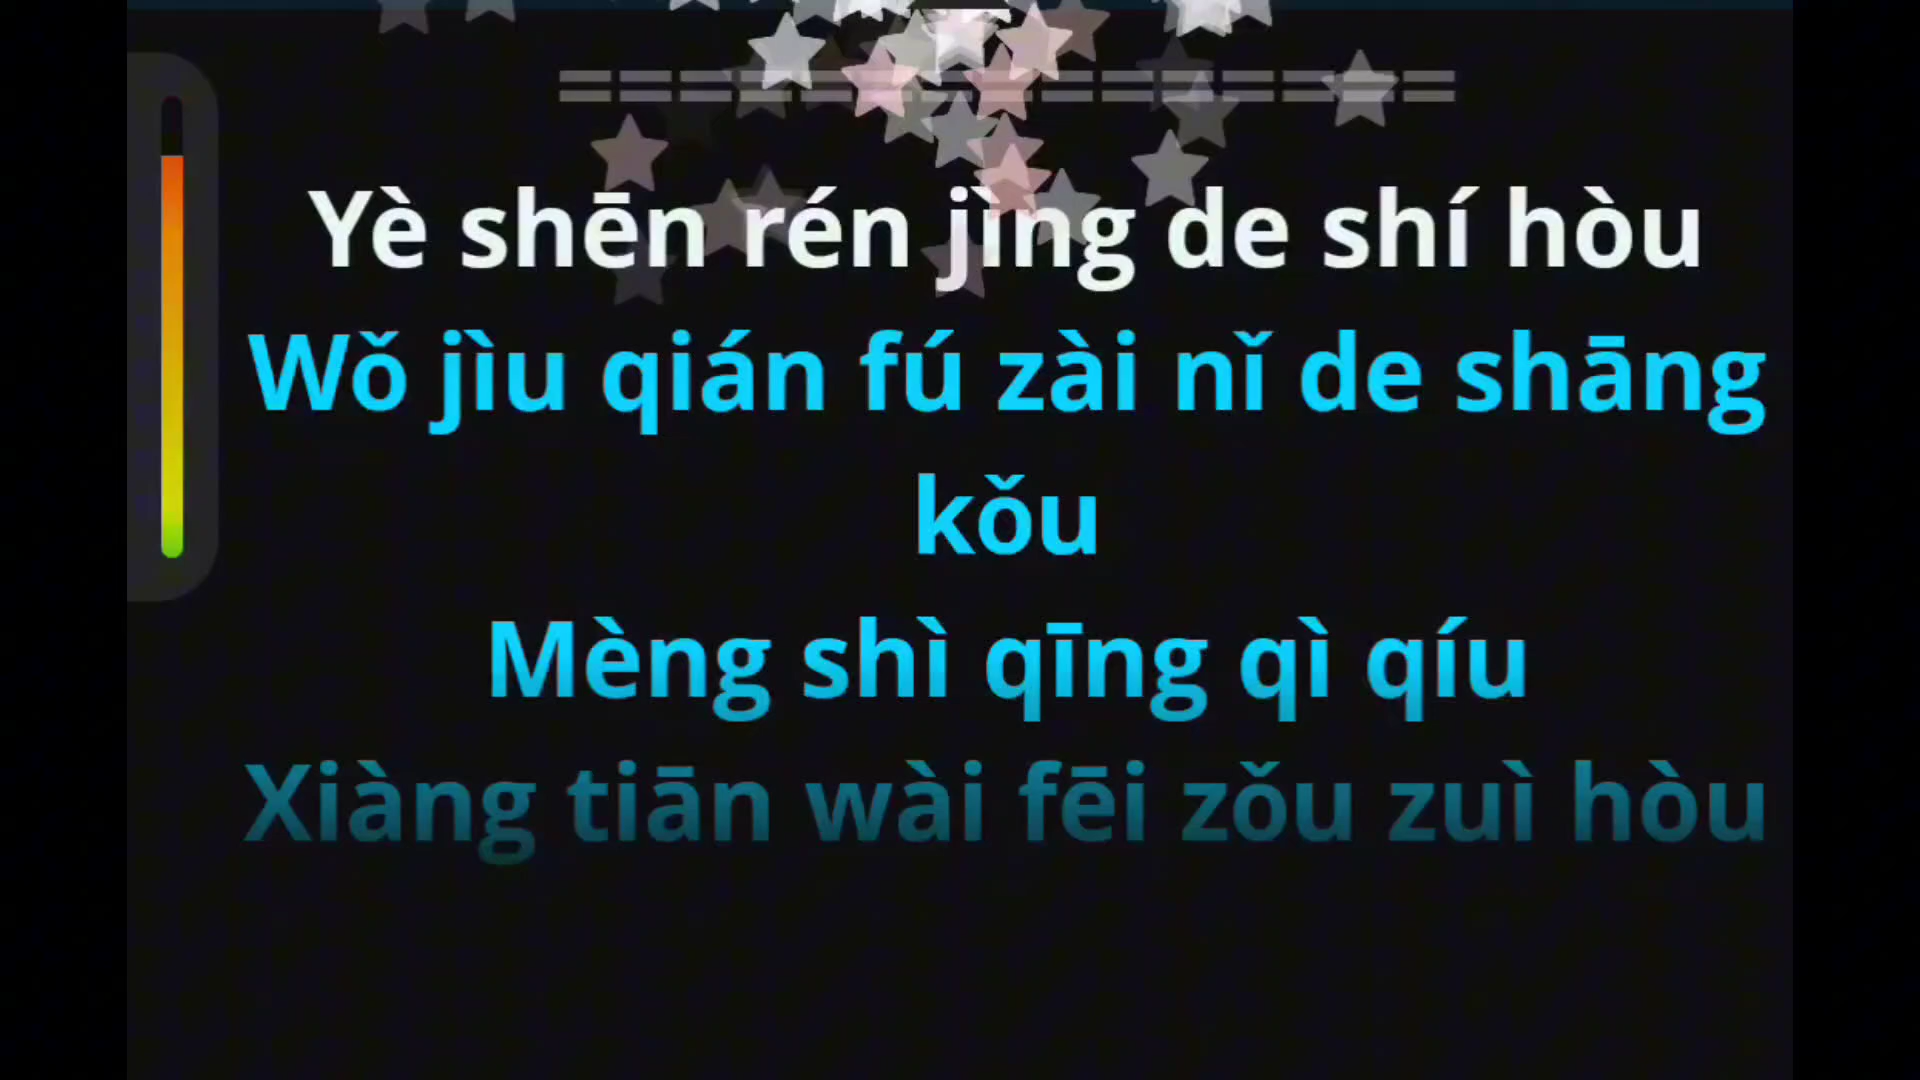 ===============
Yè shēn rén jìng de shí hòu
Wǒ jìu qián fú zài nǐ de shāng
kǒu
Mèng shì qīng qì qíu
Xiàng tiān wài fēi zǒu zuì hòu